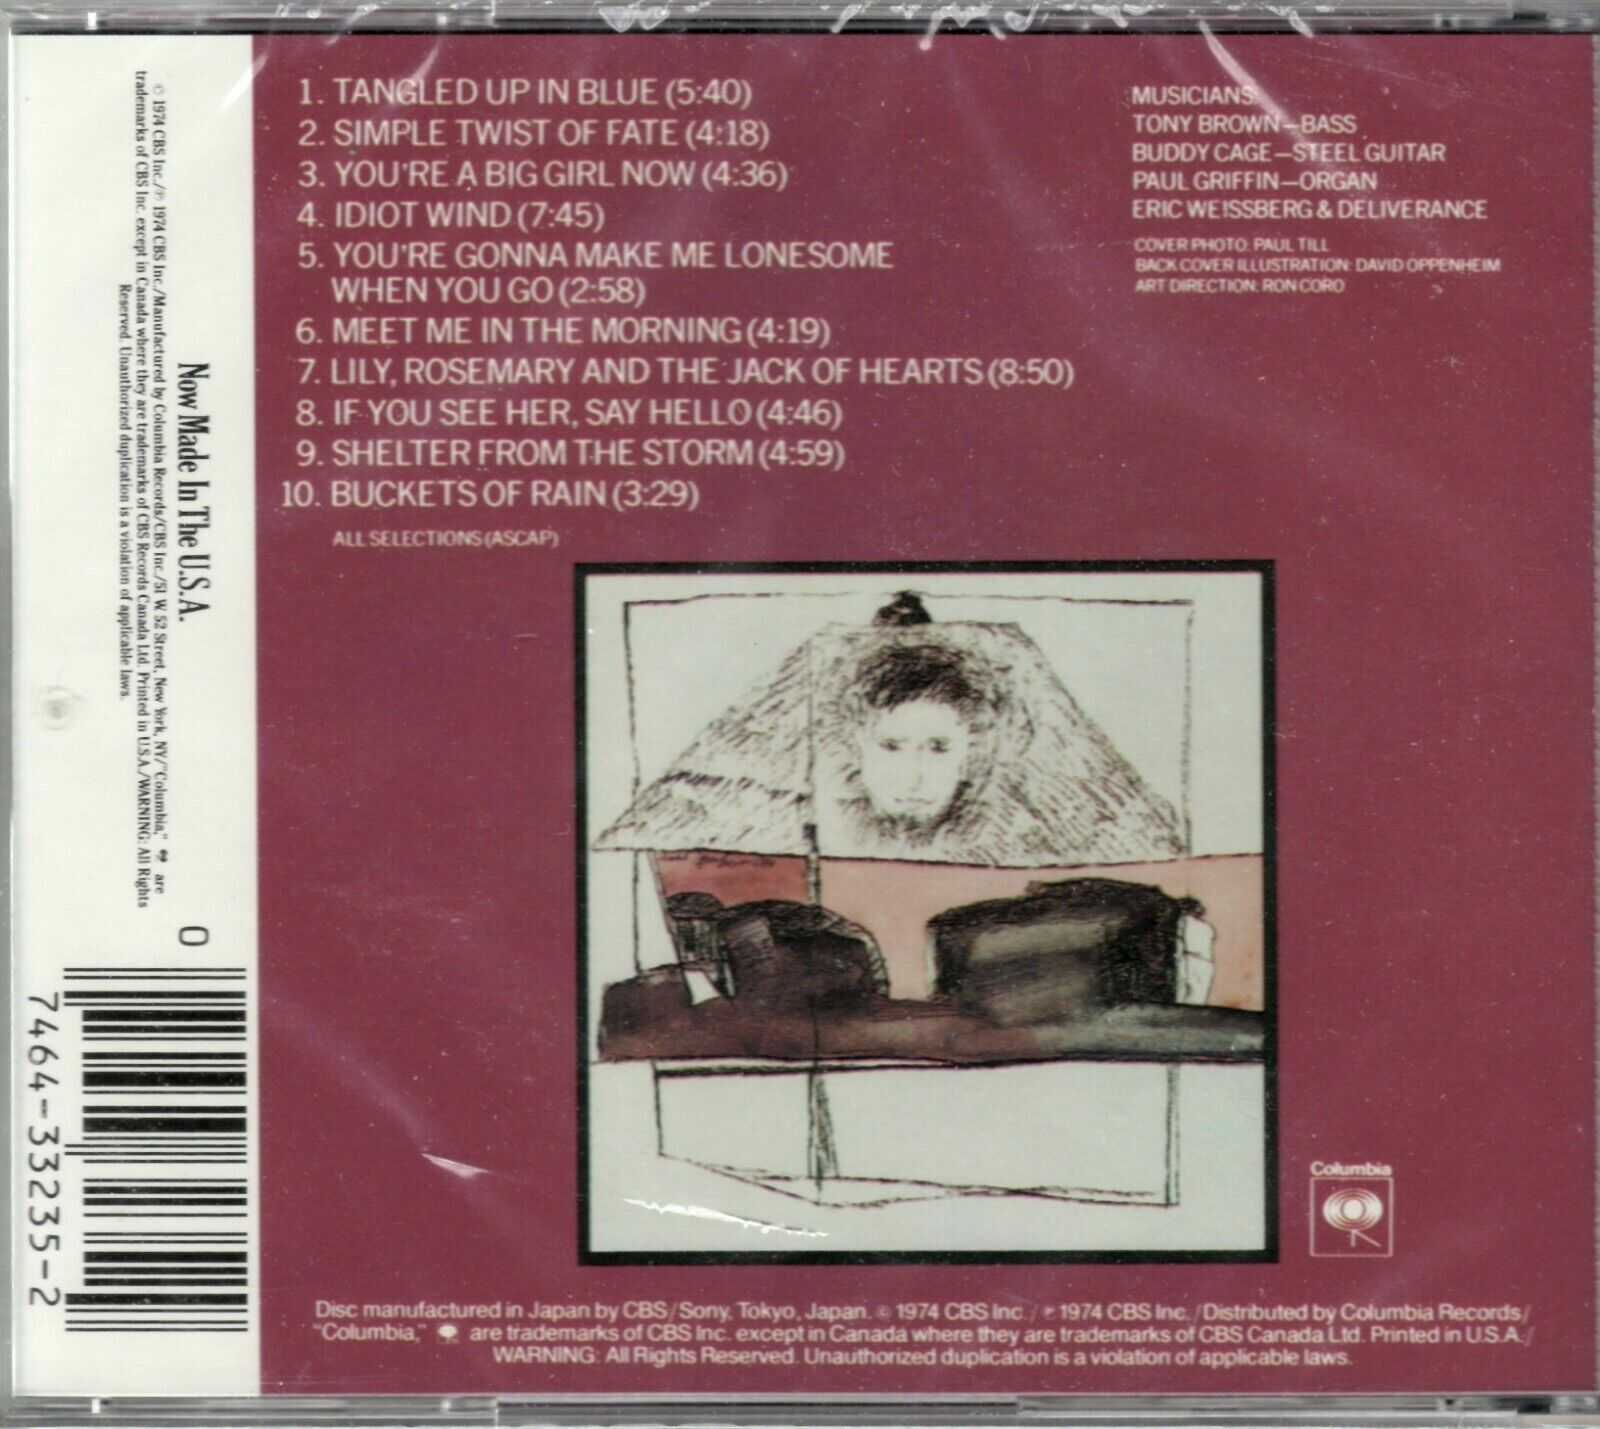 1. TANGLED UP IN BLUE (5:40)
2. SIMPLE TWIST OF FATE (4:18)
3. YOU'RE A BIG GIRL NOW (4:36)
4. IDIOT WIND (7:45)
5. YOU'RE GONNA MAKE ME LONESOME
WHEN YOU GO (2:58)
6. MEET ME IN THE MORNING (4:19)
7. LILY, ROSEMARY AND THE JACK OF HEARTS (8:50)
8. IF YOU SEE HER, SAY HELLO (4:46)
9. SHELTER FROM THE STORM (4:59)
10. BUCKETS OF RAIN (3:29)
ALL SELECTIONS (ASCAP)
MUSICIANS:
TONY BROWN—BASS
BUDDY CAGE—STEEL GUITAR
PAUL GRIFFIN—ORGAN
ERIC WEISSBERG & DELIVERANCE
COVER PHOTO: PAUL TILL
BACK COVER ILLUSTRATION: DAVID OPPENHEIM
ART DIRECTION: RON CORO
Columbia
Disc manufactured in Japan by CBS/Sony, Tokyo, Japan. © 1974 CBS Inc./ ℗ 1974 CBS Inc./Distributed by Columbia Records/
"Columbia," are trademarks of CBS Inc. except in Canada where they are trademarks of CBS Canada Ltd. Printed in U.S.A./
WARNING: All Rights Reserved. Unauthorized duplication is a violation of applicable laws.
Now Made In The U.S.A.
© 1974 CBS Inc./℗ 1974 CBS Inc./Manufactured by Columbia Records/CBS Inc./51 W. 52 Street, New York, NY/"Columbia," are
trademarks of CBS Inc. except in Canada where they are trademarks of CBS Records Canada Ltd. Printed in U.S.A./WARNING: All Rights
Reserved. Unauthorized duplication is a violation of applicable laws.
0
7464-33235-2